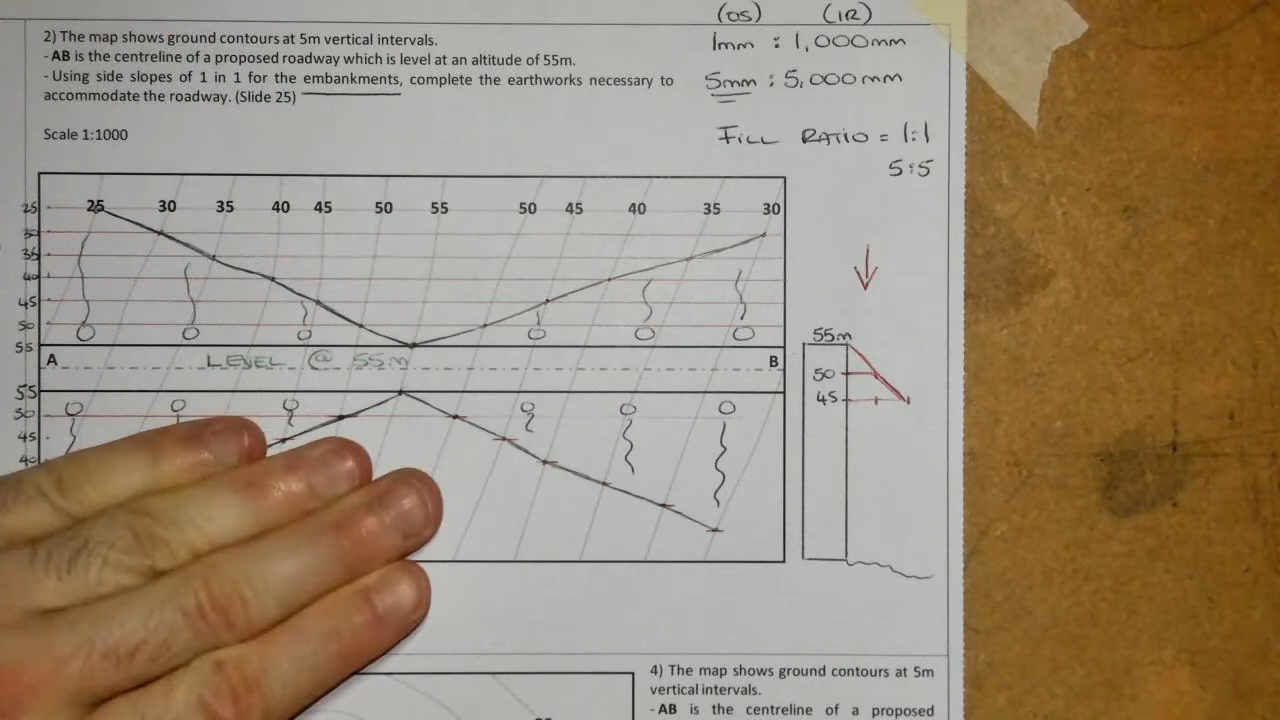 (OS) (IR)
1mm : 1,000mm
5mm : 5,000mm
FILL RATIO = 1:1
5:5
2) The map shows ground contours at 5m vertical intervals.
- AB is the centreline of a proposed roadway which is level at an altitude of 55m.
- Using side slopes of 1 in 1 for the embankments, complete the earthworks necessary to
accommodate the roadway. (Slide 25)
Scale 1:1000
25 30 35 40 45 50 55 50 45 40 35 30
25
30
35
40
45
50
55
A LEVEL @ 55m B
55
50
45
40
55m
50
45
4) The map shows ground contours at 5m
vertical intervals.
- AB is the centreline of a proposed